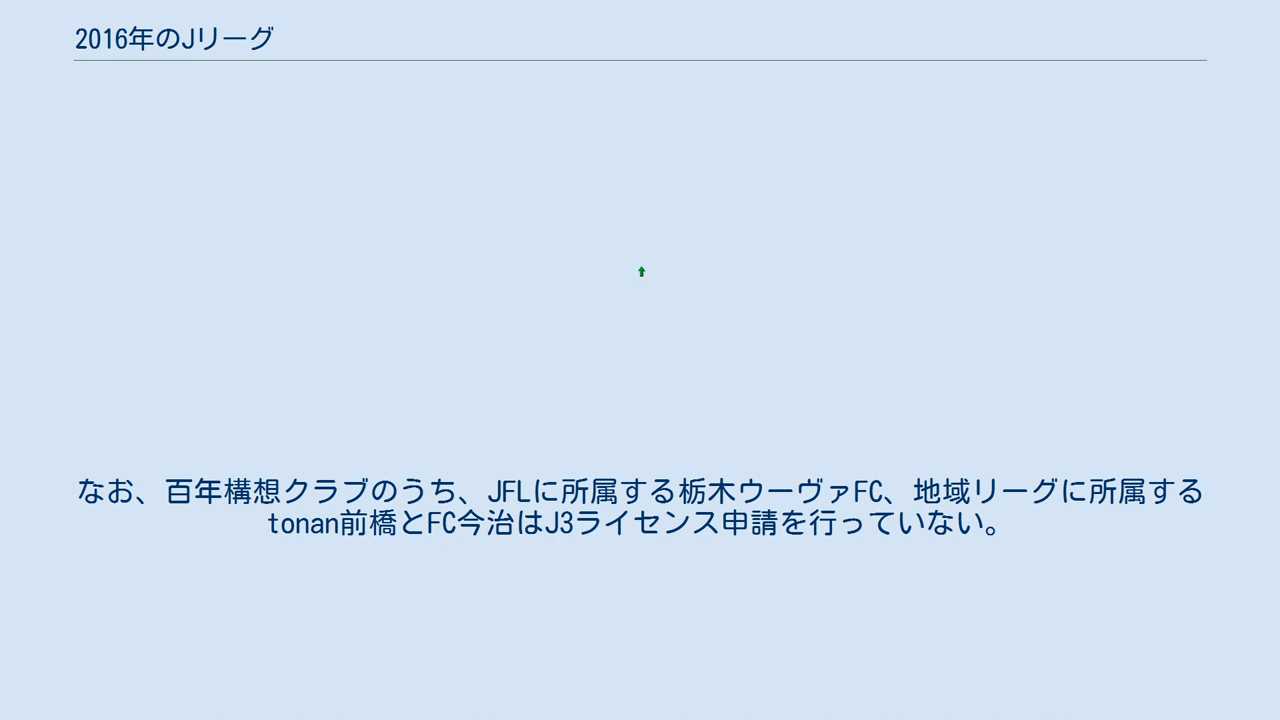 2016年のJリーグ
なお、百年構想クラブのうち、JFLに所属する栃木ウーヴァFC、地域リーグに所属する
tonan前橋とFC今治はJ3ライセンス申請を行っていない。